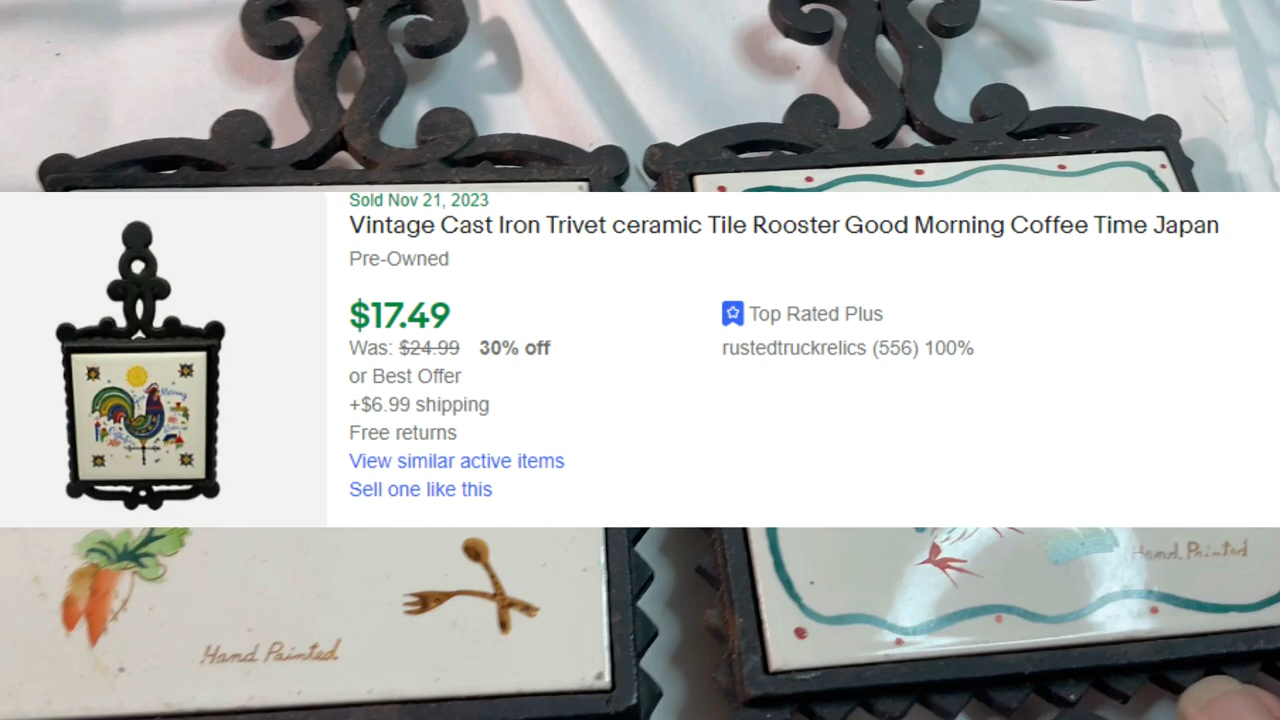 Sold Nov 21, 2023
Vintage Cast Iron Trivet ceramic Tile Rooster Good Morning Coffee Time Japan
Pre-Owned
$17.49
Top Rated Plus
Was: $24.99 30% off
rustedtruckrelics (556) 100%
or Best Offer
+$6.99 shipping
Free returns
View similar active items
Sell one like this
Hand Painted
Hand Painted